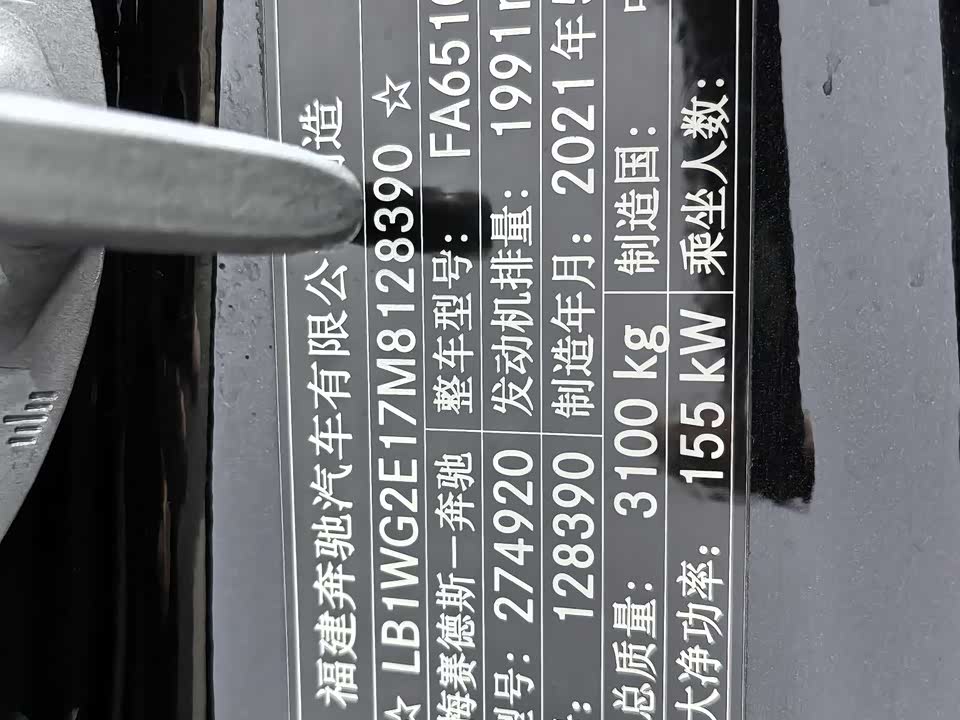 福建奔驰汽车有限公 造
☆ LB1WG2E17M8128390 ☆
梅赛德斯—奔驰 整车型号: FA651
型号: 274920 发动机排量: 1991
: 128390 制造年月: 2021年
总质量: 3100 kg 制造国: 中
大净功率: 155 kW 乘坐人数: